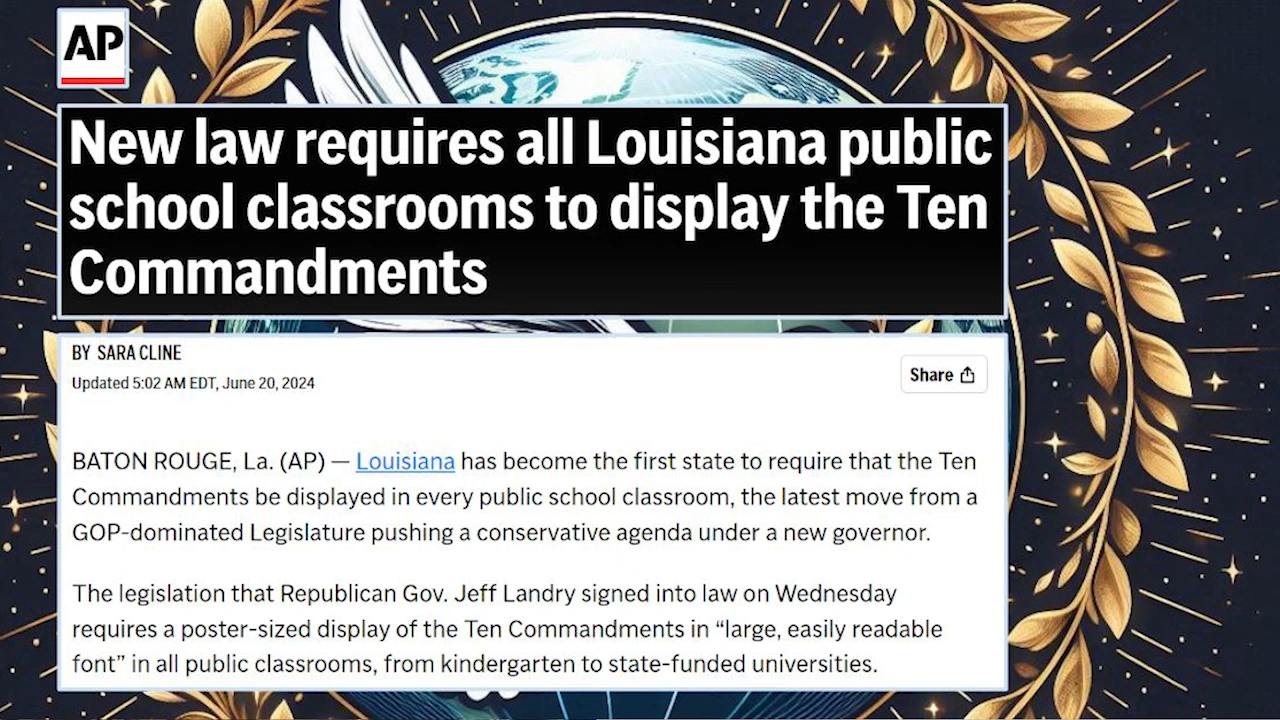 AP
New law requires all Louisiana public
school classrooms to display the Ten
Commandments
BY SARA CLINE
Updated 5:02 AM EDT, June 20, 2024
Share
BATON ROUGE, La. (AP) — Louisiana has become the first state to require that the Ten
Commandments be displayed in every public school classroom, the latest move from a
GOP-dominated Legislature pushing a conservative agenda under a new governor.
The legislation that Republican Gov. Jeff Landry signed into law on Wednesday
requires a poster-sized display of the Ten Commandments in “large, easily readable
font” in all public classrooms, from kindergarten to state-funded universities.